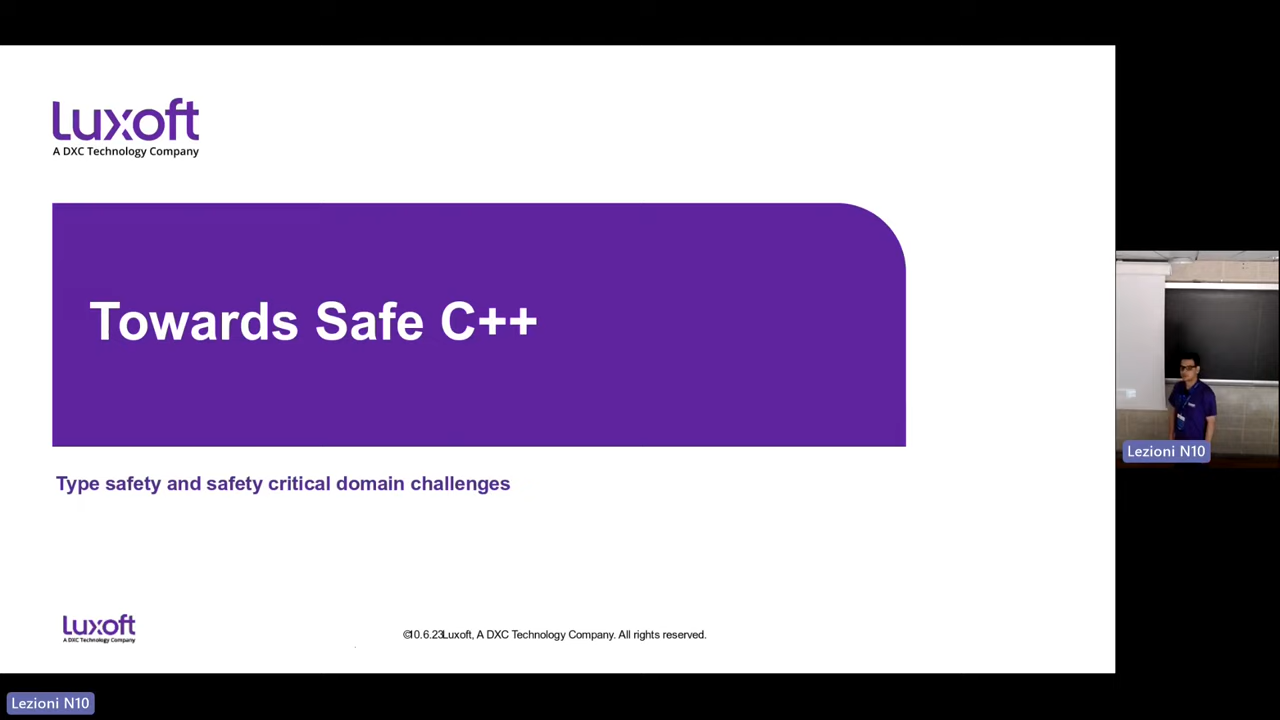 Luxoft
A DXC Technology Company
Towards Safe C++
Type safety and safety critical domain challenges
Luxoft
A DXC Technology Company
©10.6.23Luxoft, A DXC Technology Company. All rights reserved.
Lezioni N10
Lezioni N10